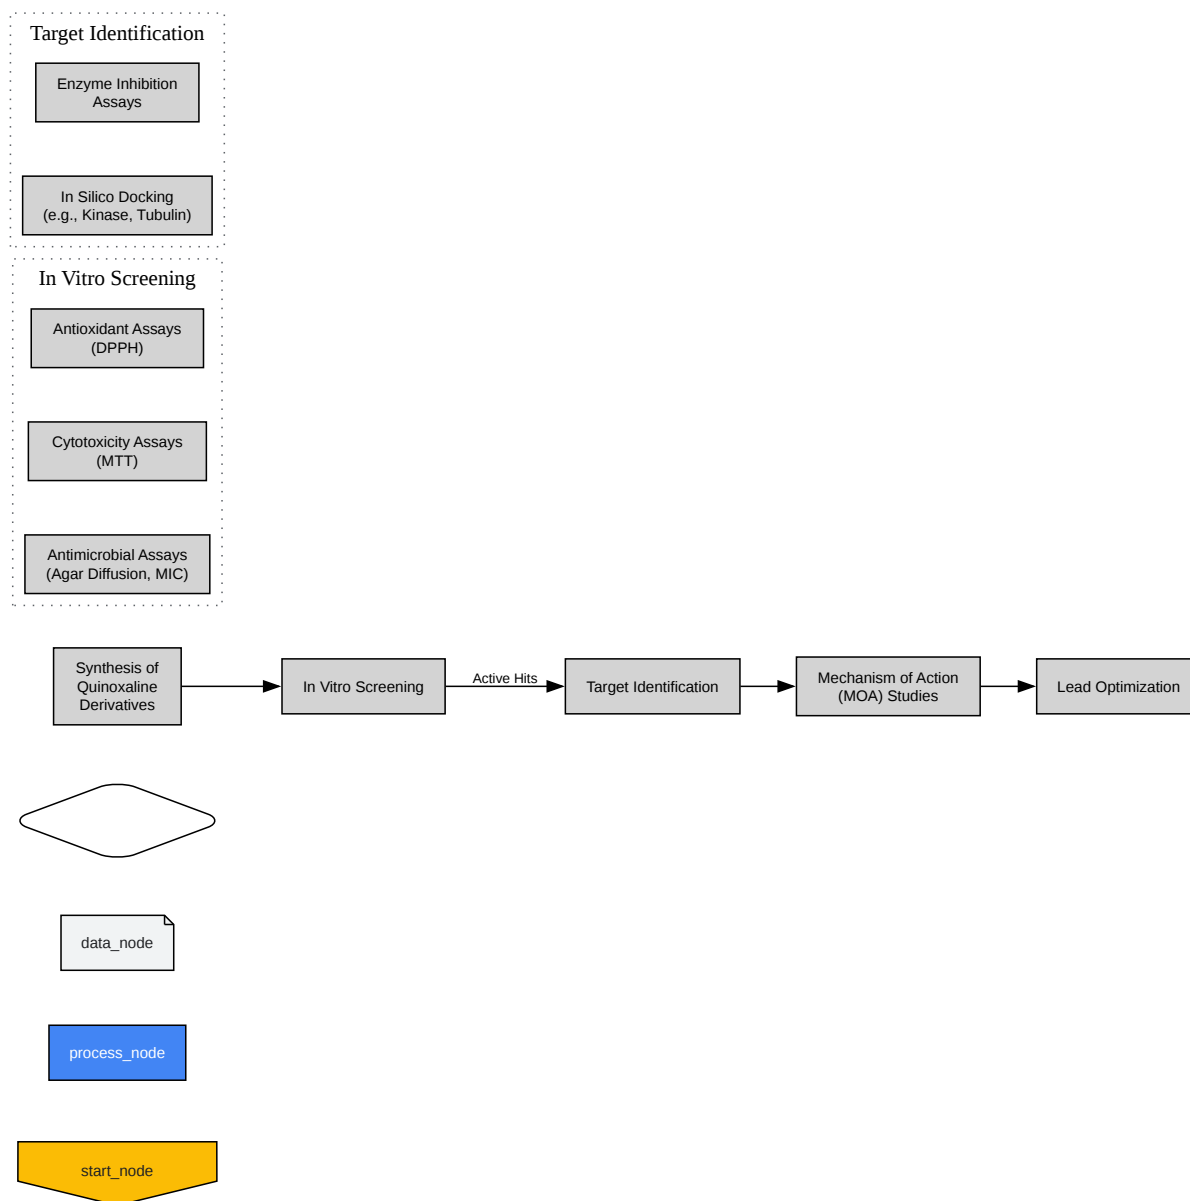 Target Identification
Enzyme Inhibition
Assays
In Silico Docking
(e.g., Kinase, Tubulin)
In Vitro Screening
Antioxidant Assays
(DPPH)
Cytotoxicity Assays
(MTT)
Antimicrobial Assays
(Agar Diffusion, MIC)
Synthesis of
Quinoxaline
Derivatives
In Vitro Screening
Active Hits
Target Identification
Mechanism of Action
(MOA) Studies
Lead Optimization
data_node
process_node
start_node